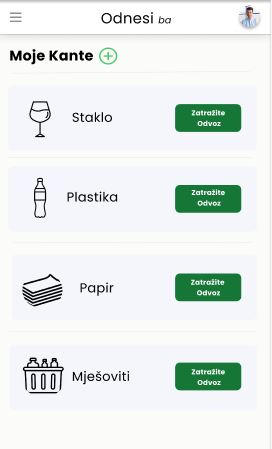 Odnesi ba
Moje Kante
Staklo
Zatražite
Odvoz
Plastika
Zatražite
Odvoz
Papir
Zatražite
Odvoz
Mješoviti
Zatražite
Odvoz